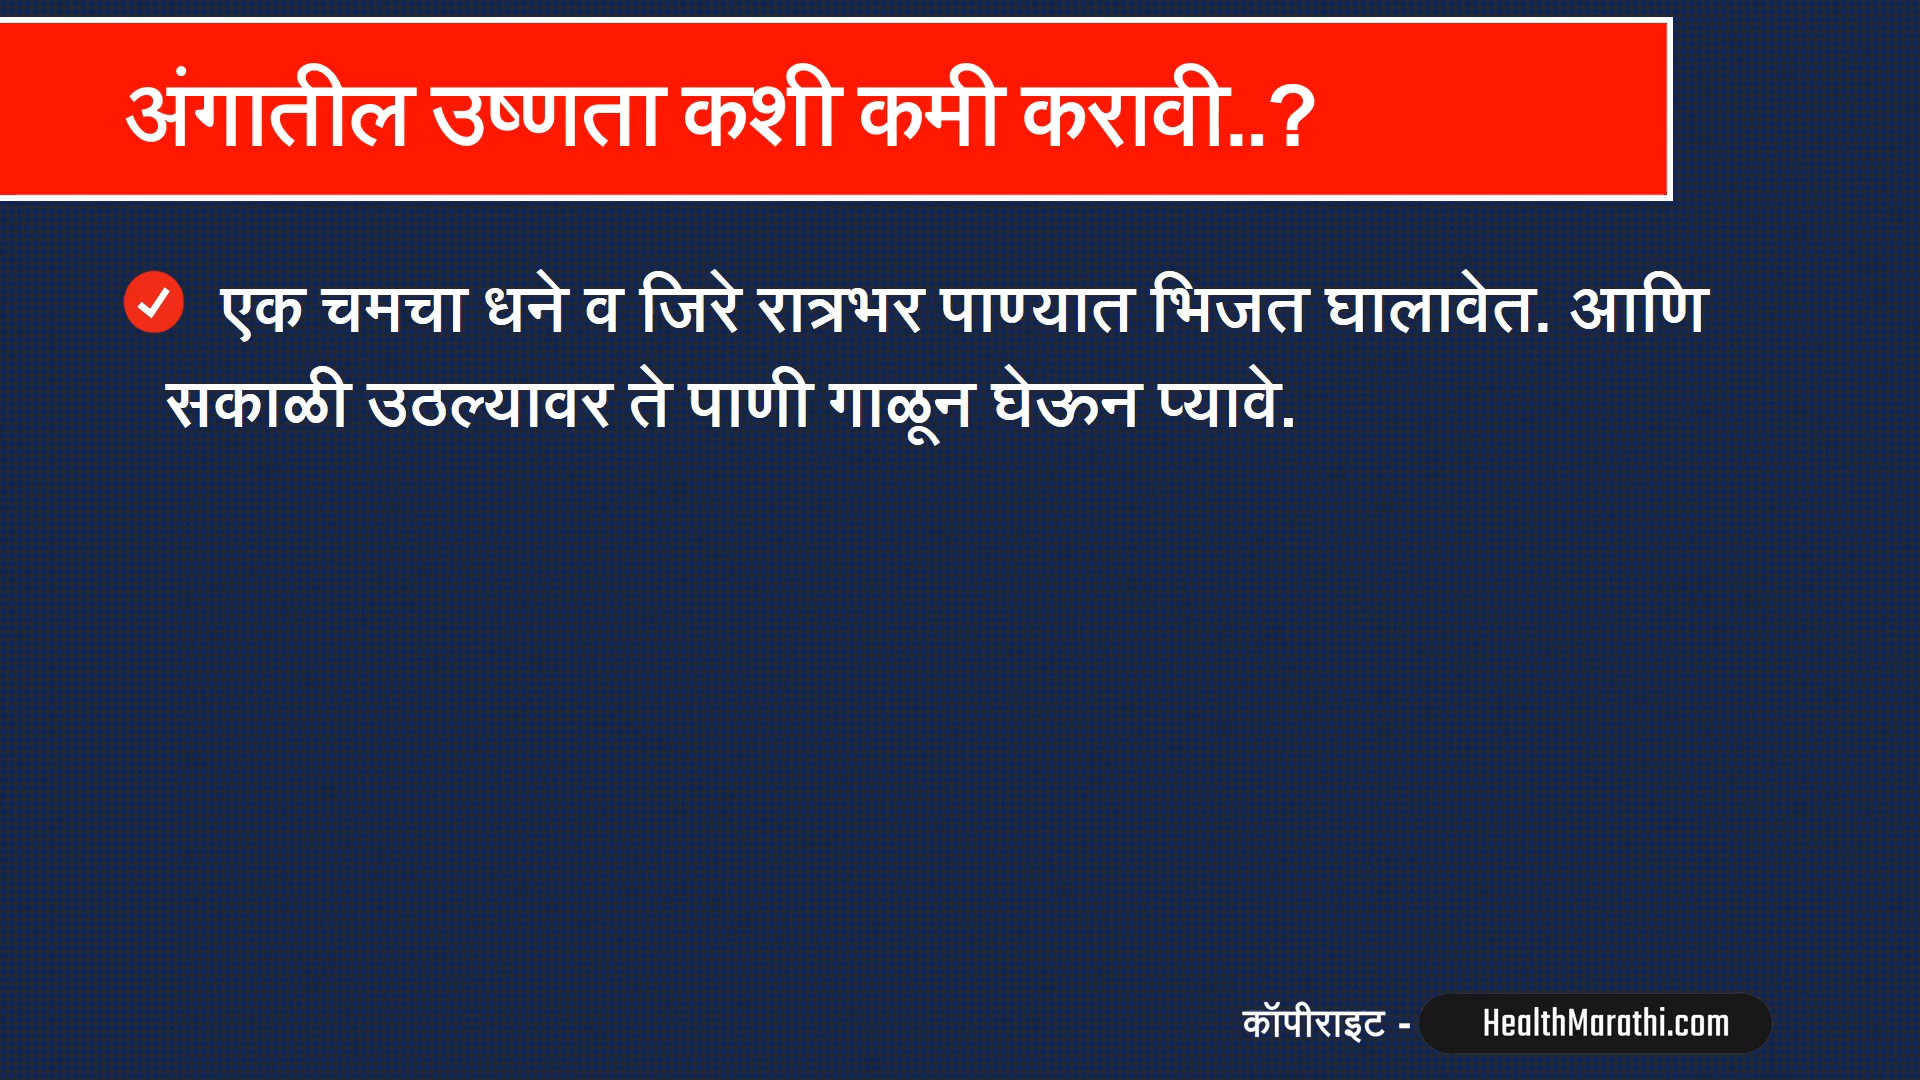 अंगातील उष्णता कशी कमी करावी..?
एक चमचा धने व जिरे रात्रभर पाण्यात भिजत घालावेत. आणि
सकाळी उठल्यावर ते पाणी गाळून घेऊन प्यावे.
कॉपीराइट - HealthMarathi.com